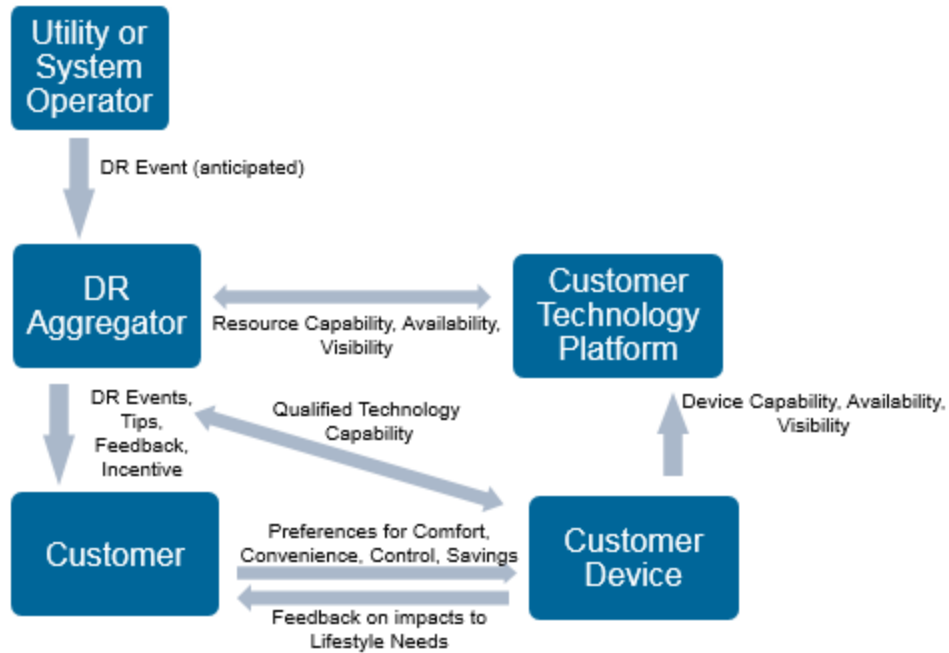 Utility or
System
Operator
DR Event (anticipated)
DR
Aggregator
Resource Capability, Availability,
Visibility
Customer
Technology
Platform
DR Events,
Tips,
Feedback,
Incentive
Qualified Technology
Capability
Device Capability, Availability,
Visibility
Customer
Preferences for Comfort,
Convenience, Control, Savings
Feedback on impacts to
Lifestyle Needs
Customer
Device